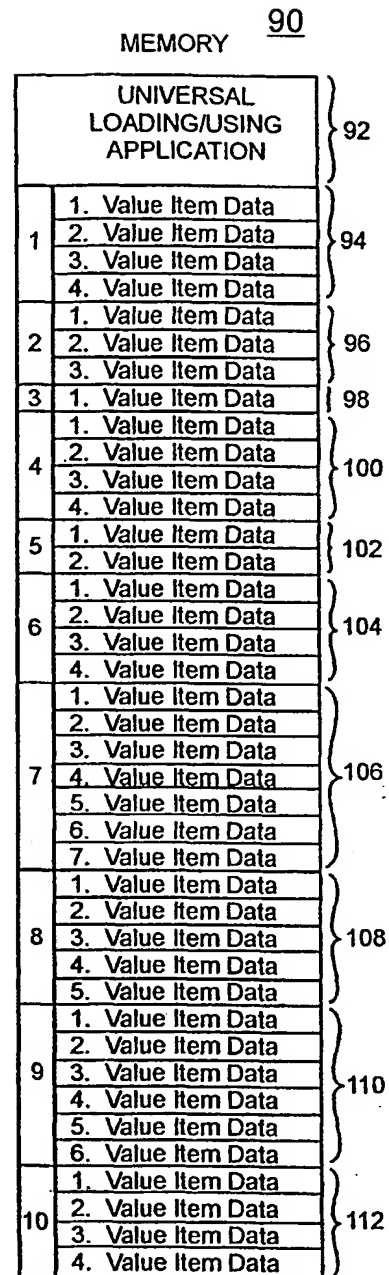 90
MEMORY
UNIVERSAL
LOADING/USING
APPLICATION
92
1. Value Item Data
2. Value Item Data
3. Value Item Data
4. Value Item Data
1
94
1. Value Item Data
2. Value Item Data
3. Value Item Data
2
96
3
1. Value Item Data
98
1. Value Item Data
2. Value Item Data
3. Value Item Data
4. Value Item Data
4
100
1. Value Item Data
2. Value Item Data
5
102
1. Value Item Data
2. Value Item Data
3. Value Item Data
4. Value Item Data
6
104
1. Value Item Data
2. Value Item Data
3. Value Item Data
4. Value Item Data
5. Value Item Data
6. Value Item Data
7. Value Item Data
7
106
1. Value Item Data
2. Value Item Data
3. Value Item Data
4. Value Item Data
5. Value Item Data
8
108
1. Value Item Data
2. Value Item Data
3. Value Item Data
4. Value Item Data
5. Value Item Data
6. Value Item Data
9
110
1. Value Item Data
2. Value Item Data
3. Value Item Data
4. Value Item Data
10
112